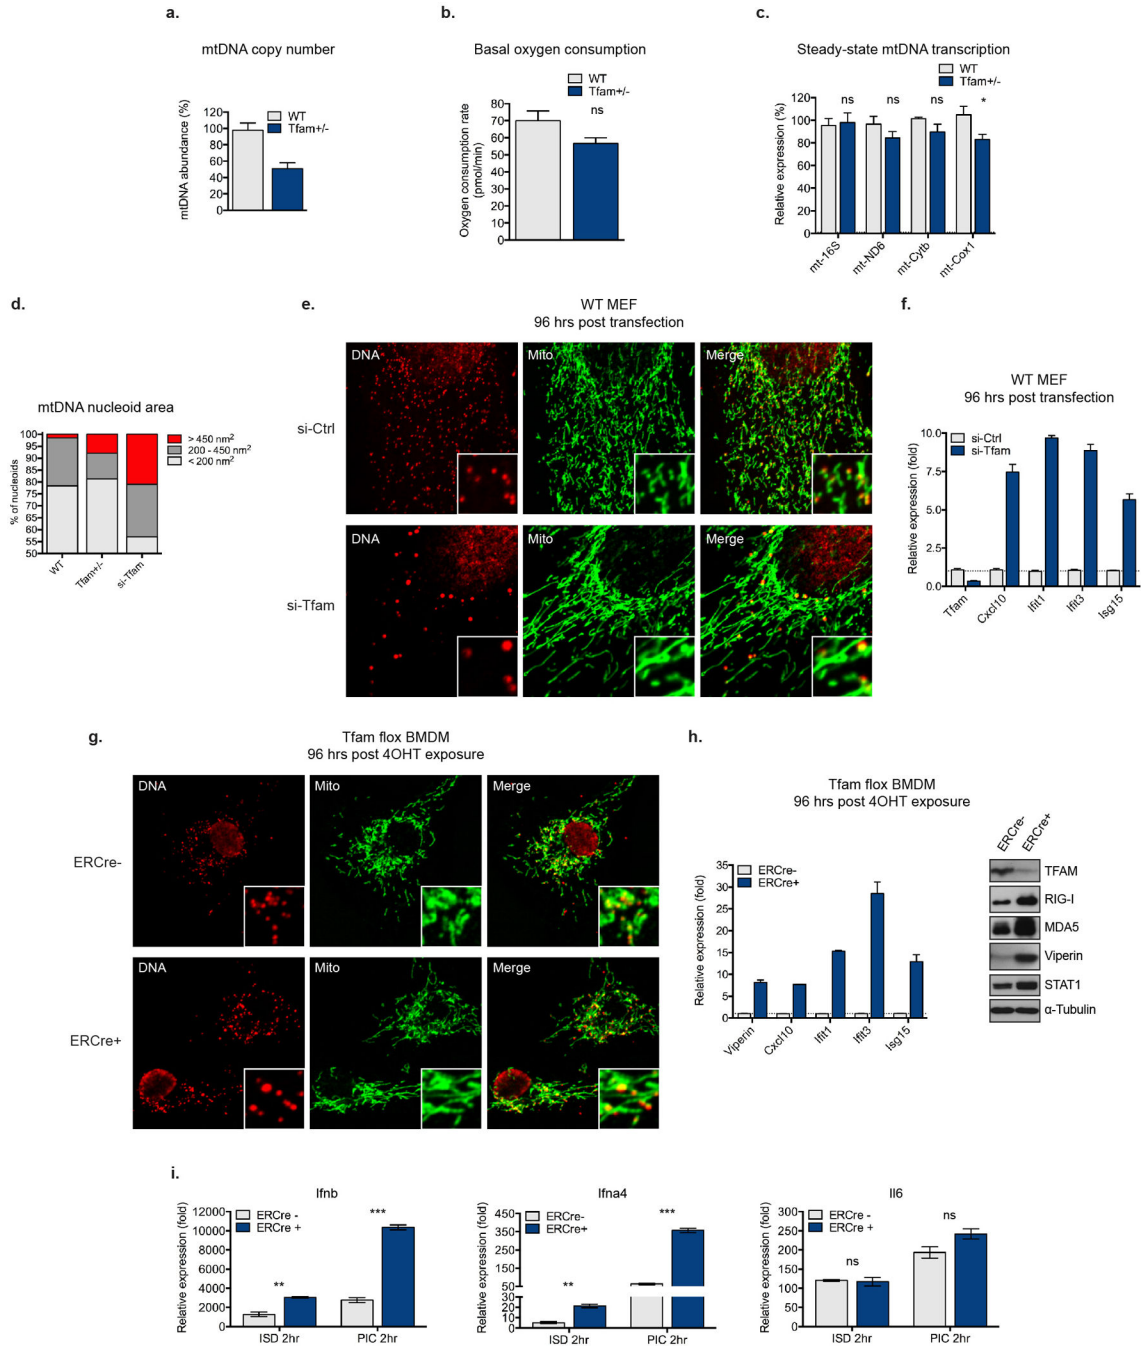 a.
mtDNA copy number
WT
Tfam+/-
mtDNA abundance (%)
120
100
80
60
40
20
0
b.
Basal oxygen consumption
WT
Tfam+/-
ns
Oxygen consumption rate
(pmol/min)
80
70
60
50
40
30
20
10
0
c.
Steady-state mtDNA transcription
WT
Tfam+/-
ns
ns
ns
*
Relative expression (%)
120
100
80
60
40
20
0
mt-16S
mt-ND6
mt-Cytb
mt-Cox1
d.
mtDNA nucleoid area
> 450 nm2
200 - 450 nm2
< 200 nm2
% of nucleoids
100
95
90
85
80
75
70
65
60
55
50
WT
Tfam+/-
si-Tfam
e.
WT MEF
96 hrs post transfection
DNA
Mito
Merge
si-Ctrl
DNA
Mito
Merge
si-Tfam
f.
WT MEF
96 hrs post transfection
si-Ctrl
si-Tfam
Relative expression (fold)
10.0
7.5
5.0
2.5
0.0
Tfam
Cxcl10
Ifit1
Ifit3
Isg15
g.
Tfam flox BMDM
96 hrs post 4OHT exposure
DNA
Mito
Merge
ERCre-
DNA
Mito
Merge
ERCre+
h.
Tfam flox BMDM
96 hrs post 4OHT exposure
ERCre-
ERCre+
Relative expression (fold)
35
30
25
20
15
10
5
0
Viperin
Cxcl10
Ifit1
Ifit3
Isg15
ERCre-
ERCre+
TFAM
RIG-I
MDA5
Viperin
STAT1
α-Tubulin
i.
Ifnb
ERCre -
ERCre +
**
***
Relative expression (fold)
12000
10000
8000
6000
4000
2000
0
ISD 2hr
PIC 2hr
Ifna4
ERCre-
ERCre+
**
***
Relative expression (fold)
450
350
250
150
50
30
20
10
0
ISD 2hr
PIC 2hr
Il6
ERCre -
ERCre +
ns
ns
Relative expression (fold)
300
250
200
150
100
50
0
ISD 2hr
PIC 2hr